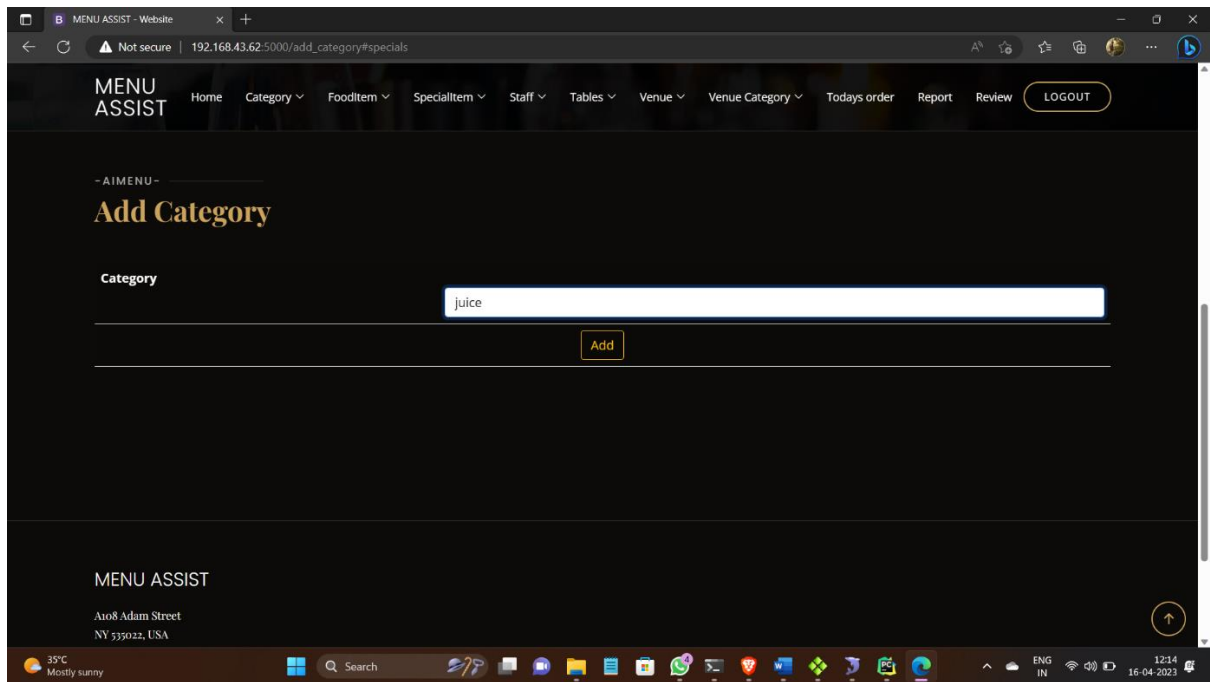 B MENU ASSIST - Website
Not secure | 192.168.43.62:5000/add_category#specials
MENU
ASSIST
Home Category FoodItem SpecialItem Staff Tables Venue Venue Category Todays order Report Review LOGOUT
-AIMENU-
Add Category
Category
juice
Add
MENU ASSIST
A108 Adam Street
NY 535022, USA
35°C
Mostly sunny
Search
ENG
IN
12:14
16-04-2023